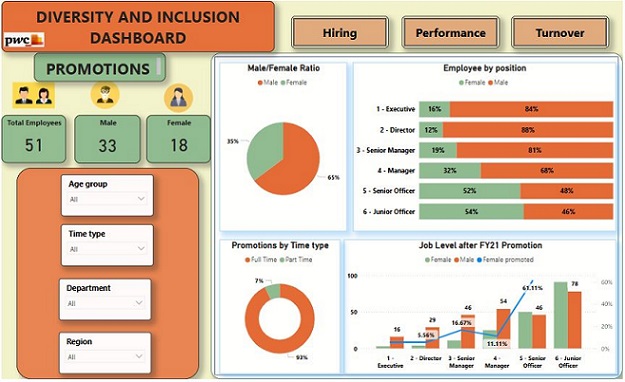 DIVERSITY AND INCLUSION
DASHBOARD
pwc
Hiring
Performance
Turnover
PROMOTIONS
Total Employees
51
Male
33
Female
18
Age group
All
Time type
All
Department
All
Region
All
Male/Female Ratio
Male Female
35%
65%
Employee by position
Female Male
1 - Executive 16% 84%
2 - Director 12% 88%
3 - Senior Manager 19% 81%
4 - Manager 32% 68%
5 - Senior Officer 52% 48%
6 - Junior Officer 54% 46%
Promotions by Time type
Full Time Part Time
7%
93%
Job Level after FY21 Promotion
Female Male Female promoted
100
50
0
16
29
5.56%
46
16.67%
54
11.11%
61.11%
46
78
60%
40%
20%
0%
1 -
Executive
2 - Director
3 - Senior
Manager
4 -
Manager
5 - Senior
Officer
6 - Junior
Officer